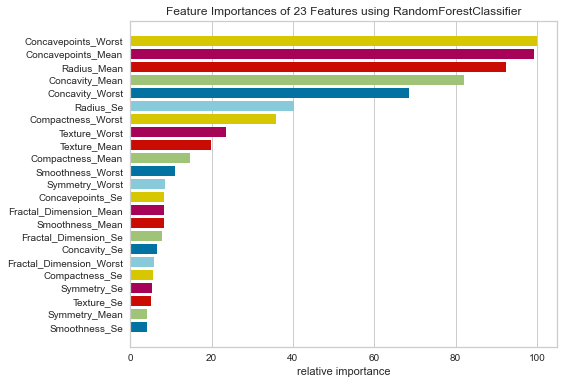 Feature Importances of 23 Features using RandomForestClassifier
Concavepoints_Worst
Concavepoints_Mean
Radius_Mean
Concavity_Mean
Concavity_Worst
Radius_Se
Compactness_Worst
Texture_Worst
Texture_Mean
Compactness_Mean
Smoothness_Worst
Symmetry_Worst
Concavepoints_Se
Fractal_Dimension_Mean
Smoothness_Mean
Fractal_Dimension_Se
Concavity_Se
Fractal_Dimension_Worst
Compactness_Se
Symmetry_Se
Texture_Se
Symmetry_Mean
Smoothness_Se
0 20 40 60 80 100
relative importance